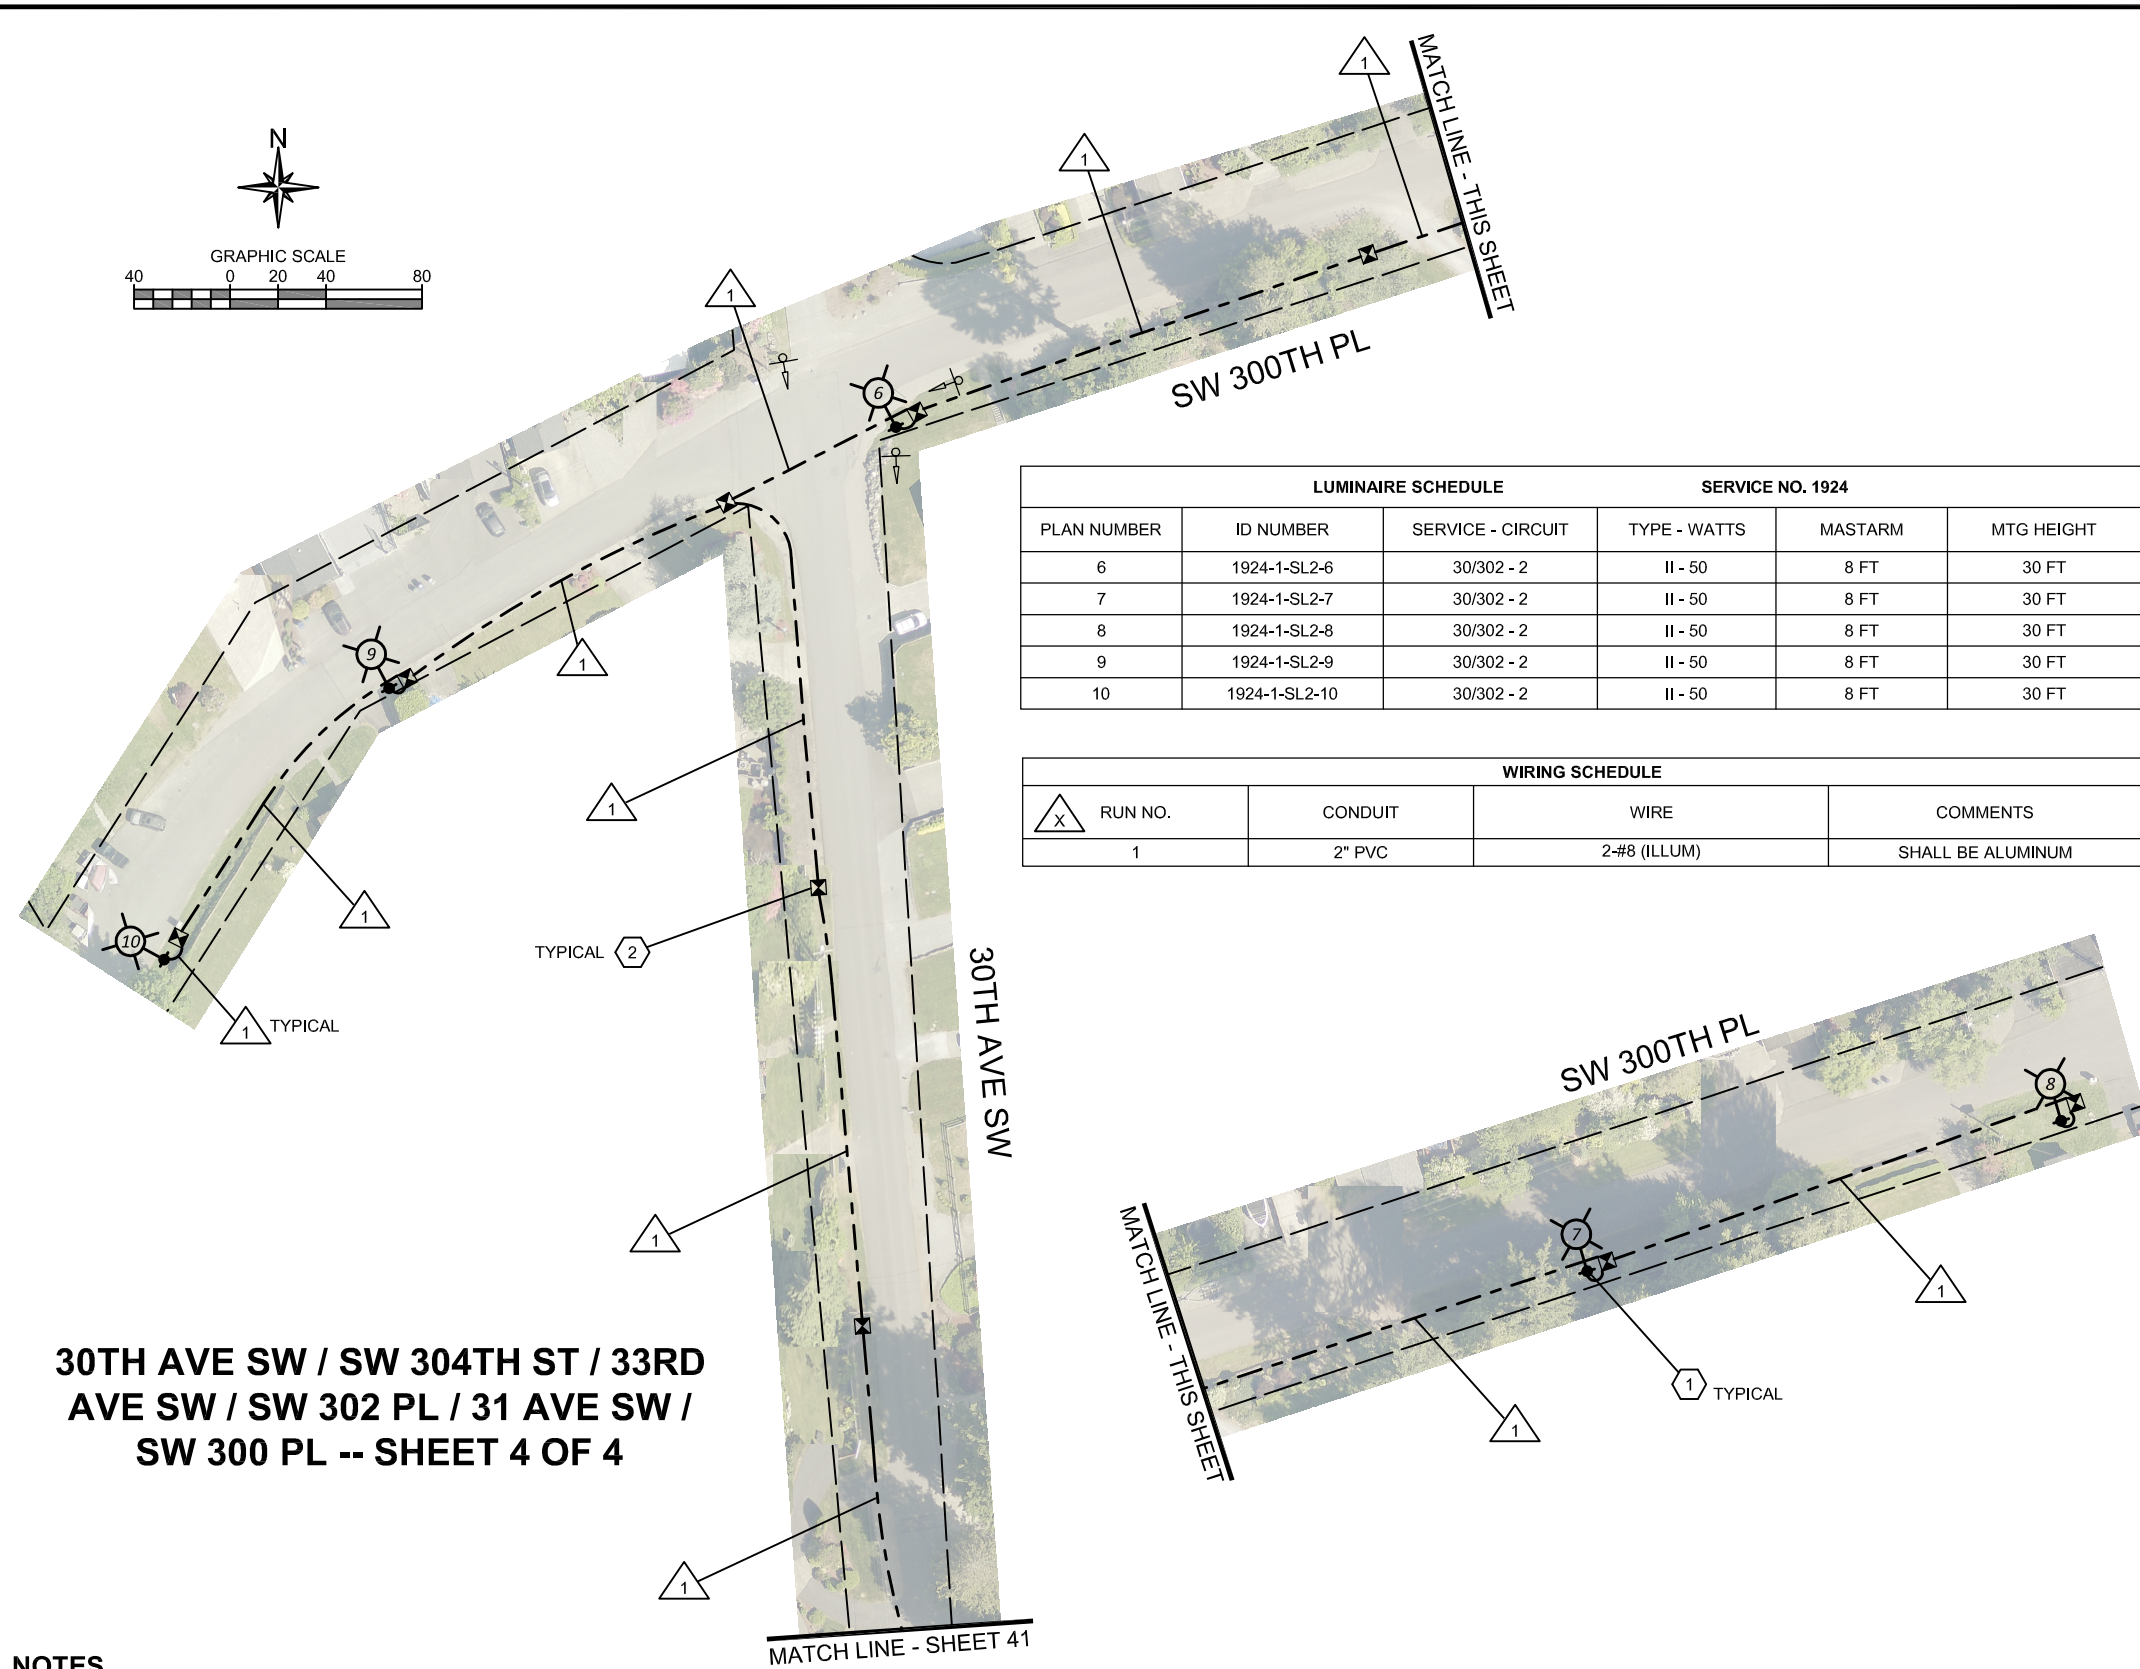 N
GRAPHIC SCALE
40 0 20 40 80
1
1
1
MATCH LINE - THIS SHEET
SW 300TH PL
6
9
1
1
1
10
1 TYPICAL
TYPICAL 2
30TH AVE SW
1
1
MATCH LINE - SHEET 41
LUMINAIRE SCHEDULE SERVICE NO. 1924
PLAN NUMBER ID NUMBER SERVICE - CIRCUIT TYPE - WATTS MASTARM MTG HEIGHT
6 1924-1-SL2-6 30/302 - 2 II - 50 8 FT 30 FT
7 1924-1-SL2-7 30/302 - 2 II - 50 8 FT 30 FT
8 1924-1-SL2-8 30/302 - 2 II - 50 8 FT 30 FT
9 1924-1-SL2-9 30/302 - 2 II - 50 8 FT 30 FT
10 1924-1-SL2-10 30/302 - 2 II - 50 8 FT 30 FT
WIRING SCHEDULE
X RUN NO. CONDUIT WIRE COMMENTS
1 2" PVC 2-#8 (ILLUM) SHALL BE ALUMINUM
SW 300TH PL
8
7
MATCH LINE - THIS SHEET
1
1 TYPICAL
1
30TH AVE SW / SW 304TH ST / 33RD
AVE SW / SW 302 PL / 31 AVE SW /
SW 300 PL -- SHEET 4 OF 4
NOTES